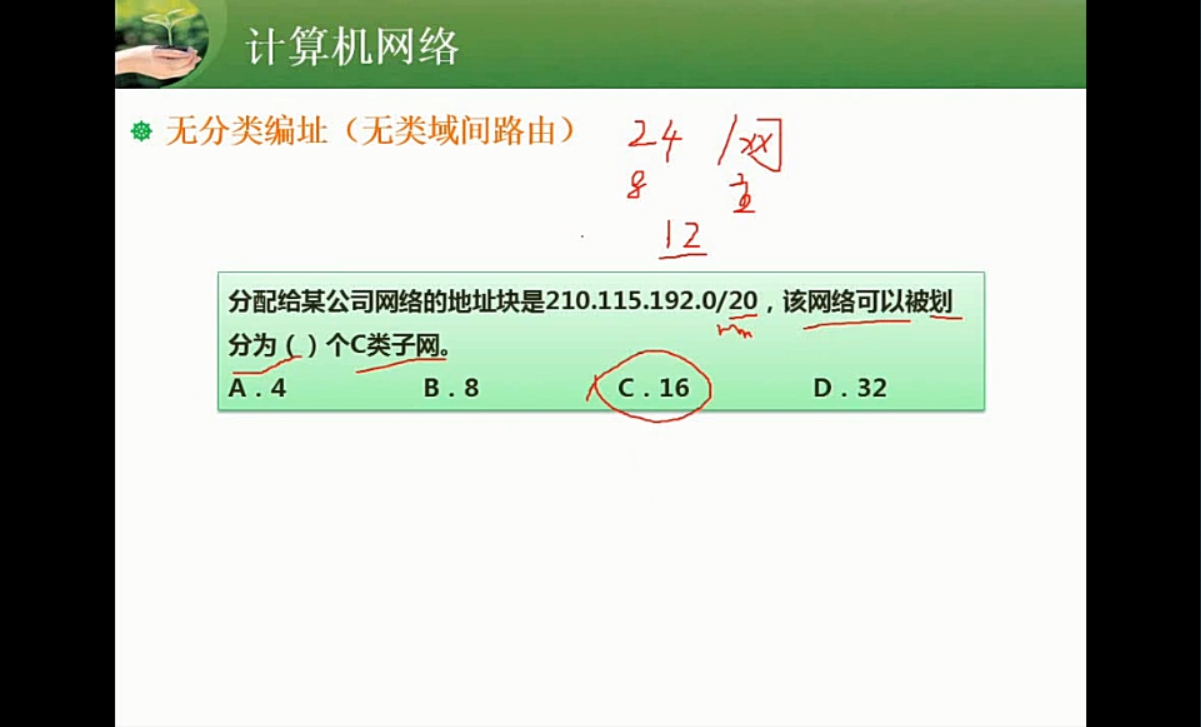 计算机网络
无分类编址（无类域间路由）
24 /xx 网
8 主
12
分配给某公司网络的地址块是210.115.192.0/20，该网络可以被划
分为（ ）个C类子网。
A．4 B．8 C．16 D．32